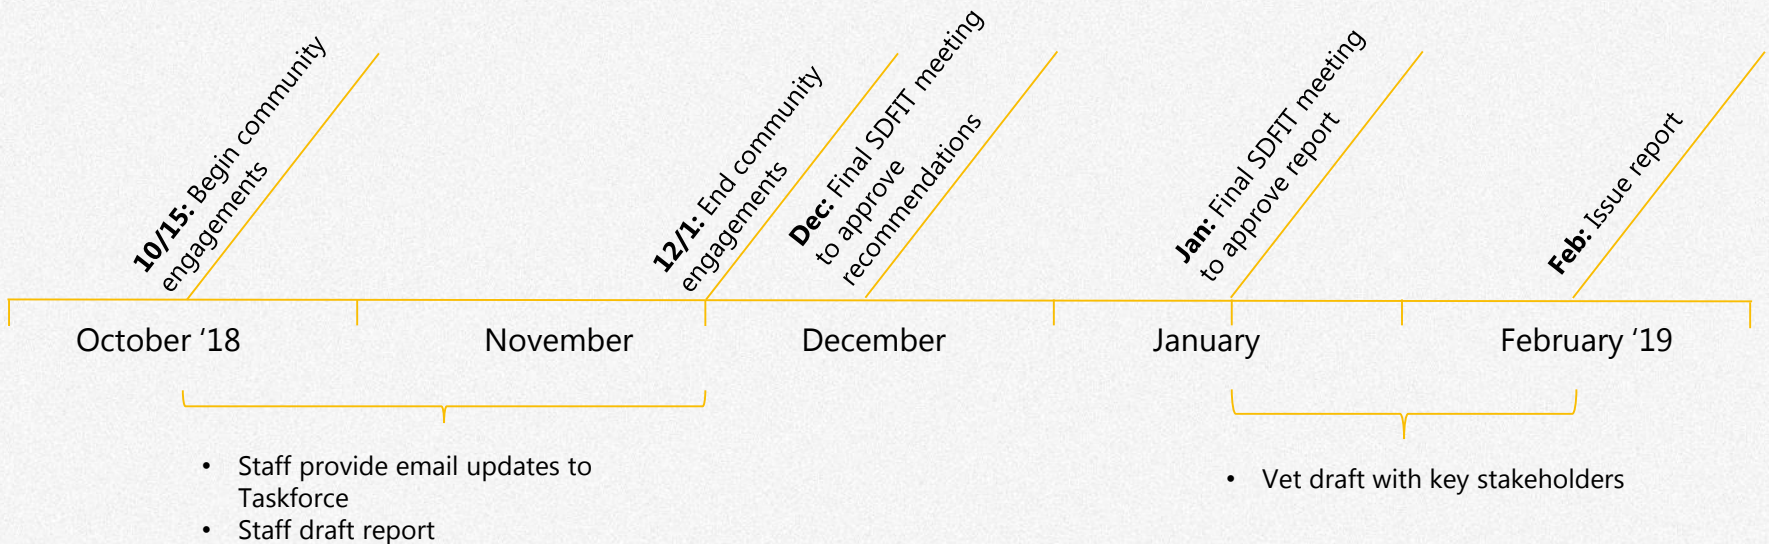 10/15: Begin community
engagements
12/1: End community
engagements
Dec: Final SDFIT meeting
to approve
recommendations
Jan: Final SDFIT meeting
to approve report
Feb: Issue report
October ‘18
November
December
January
February ‘19
• Staff provide email updates to
Taskforce
• Staff draft report
• Vet draft with key stakeholders